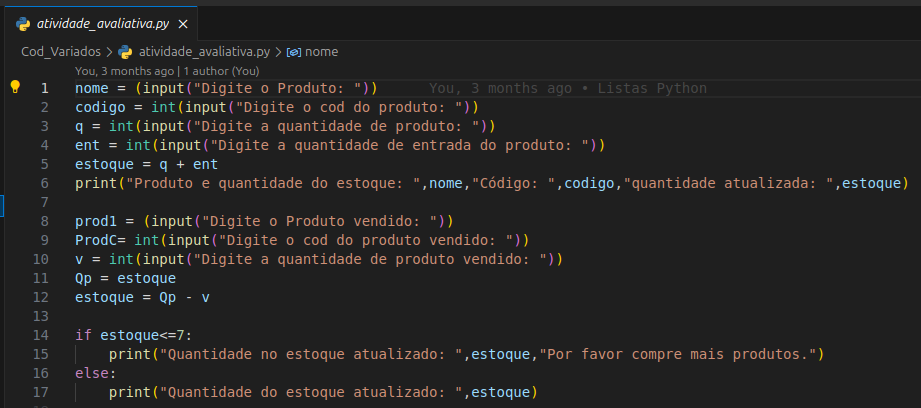 atividade_avaliativa.py ×
Cod_Variados > atividade_avaliativa.py > nome
You, 3 months ago | 1 author (You)
1 nome = (input("Digite o Produto: ")) You, 3 months ago • Listas Python
2 codigo = int(input("Digite o cod do produto: "))
3 q = int(input("Digite a quantidade de produto: "))
4 ent = int(input("Digite a quantidade de entrada do produto: "))
5 estoque = q + ent
6 print("Produto e quantidade do estoque: ",nome,"Código: ",codigo,"quantidade atualizada: ",estoque)
7
8 prod1 = (input("Digite o Produto vendido: "))
9 ProdC= int(input("Digite o cod do produto vendido: "))
10 v = int(input("Digite a quantidade de produto vendido: "))
11 Qp = estoque
12 estoque = Qp - v
13
14 if estoque<=7:
15     print("Quantidade no estoque atualizado: ",estoque,"Por favor compre mais produtos.")
16 else:
17     print("Quantidade do estoque atualizado: ",estoque)